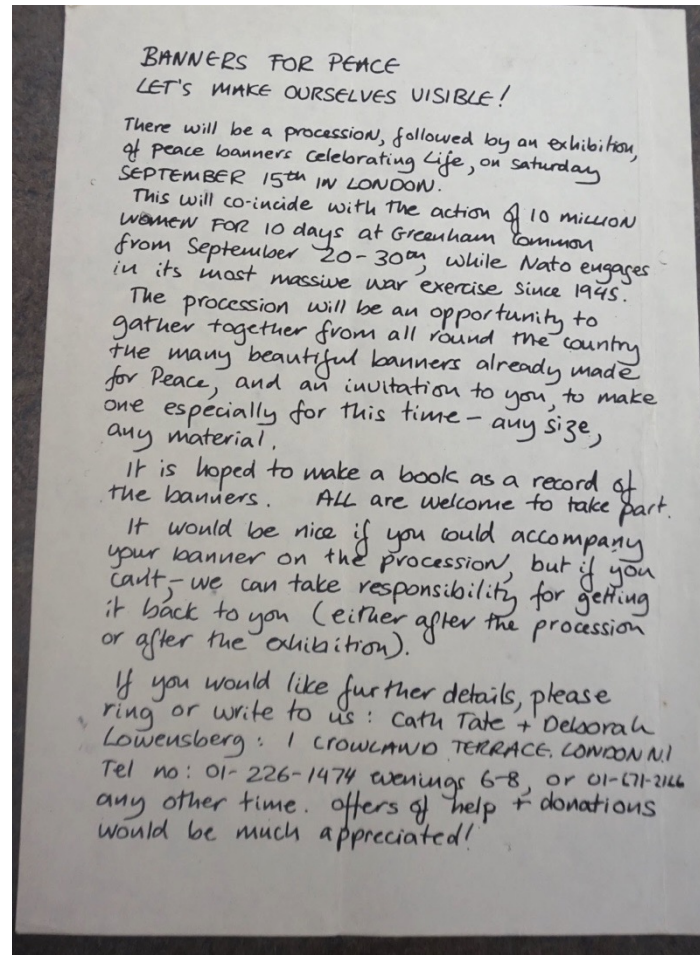 BANNERS FOR PEACE
LET'S MAKE OURSELVES VISIBLE!
There will be a procession, followed by an exhibition,
of peace banners celebrating Life, on Saturday
SEPTEMBER 15th IN LONDON.
This will co-incide with the action of 10 MILLION
WOMEN FOR 10 days at Greenham Common
from September 20-30th, while Nato engages
in its most massive war exercise since 1945.
The procession will be an opportunity to
gather together from all round the country
the many beautiful banners already made
for Peace, and an invitation to you, to make
one especially for this time - any size,
any material.
It is hoped to make a book as a record of
the banners. ALL are welcome to take part.
It would be nice if you could accompany
your banner on the procession, but if you
can't, - we can take responsibility for getting
it back to you (either after the procession
or after the exhibition).
If you would like further details, please
ring or write to us: Cath Tate + Deborah
Lowensberg: 1 CROWLAND TERRACE. LONDON N.1
Tel no: 01-226-1474 evenings 6-8, or 01-671-2166
any other time. Offers of help + donations
would be much appreciated!